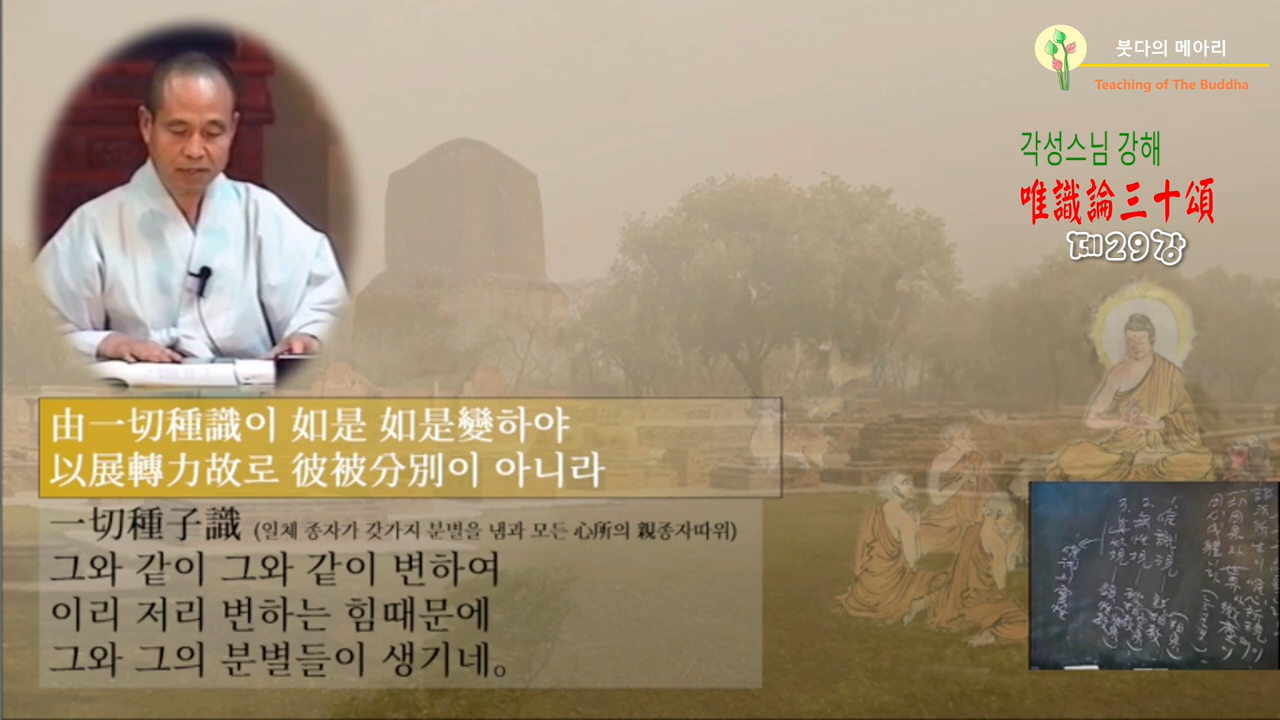 붓다의 메아리
Teaching of The Buddha
각성스님 강해
唯識論三十頌
제29강
由一切種識이 如是 如是變하야
以展轉力故로 彼被分別이 아니라
一切種子識 (일체 종자가 갖가지 분별을 냄과 모든 心所의 親종자따위)
그와 같이 그와 같이 변하여
이리 저리 변하는 힘때문에
그와 그의 분별들이 생기네。